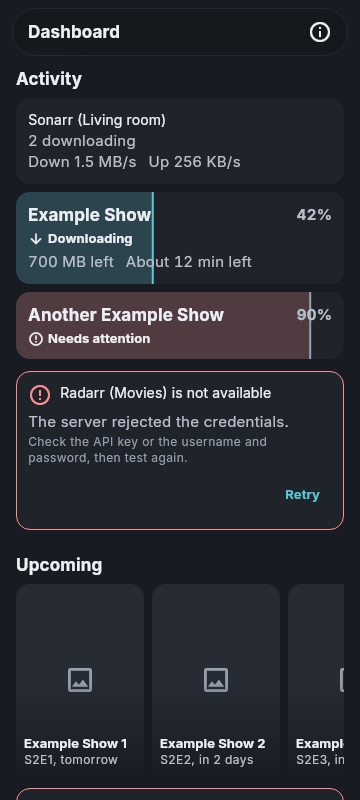 Dashboard
Activity
Sonarr (Living room)
2 downloading
Down 1.5 MB/s Up 256 KB/s
Example Show 42%
Downloading
700 MB left About 12 min left
Another Example Show 90%
Needs attention
Radarr (Movies) is not available
The server rejected the credentials.
Check the API key or the username and
password, then test again.
Retry
Upcoming
Example Show 1 Example Show 2 Exampl
S2E1, tomorrow S2E2, in 2 days S2E3, in